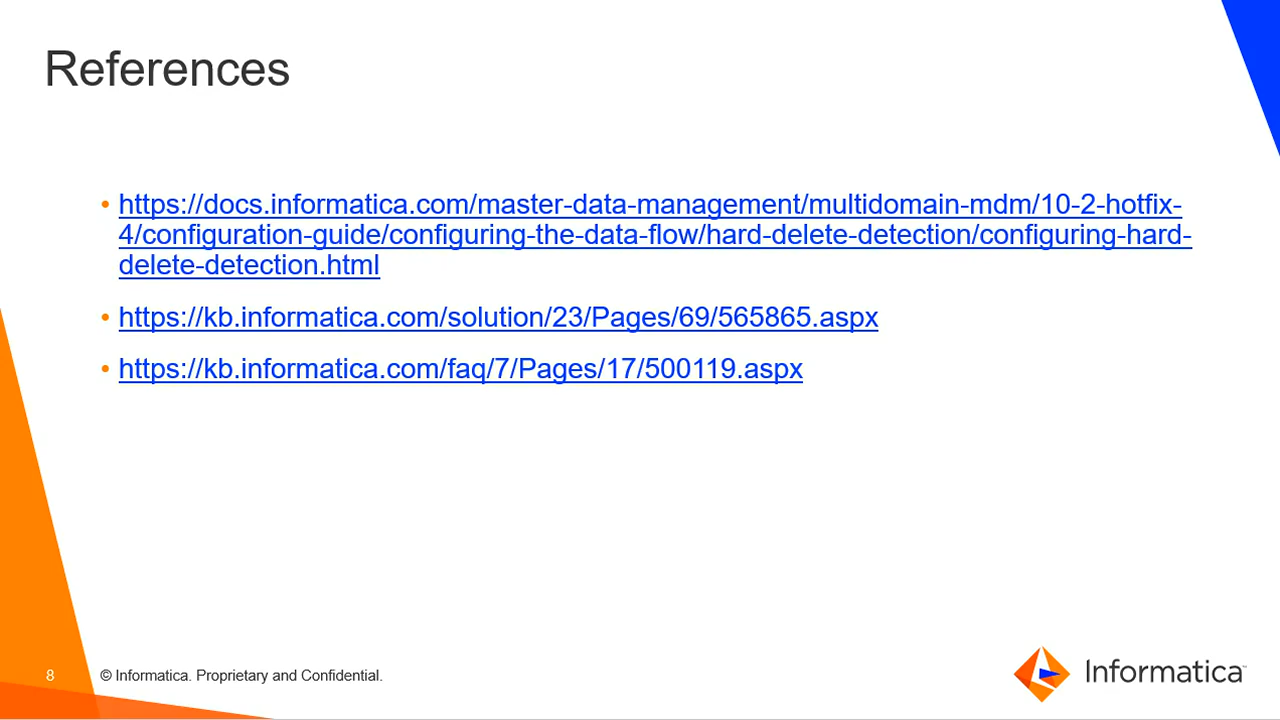 References
• https://docs.informatica.com/master-data-management/multidomain-mdm/10-2-hotfix-
4/configuration-guide/configuring-the-data-flow/hard-delete-detection/configuring-hard-
delete-detection.html
• https://kb.informatica.com/solution/23/Pages/69/565865.aspx
• https://kb.informatica.com/faq/7/Pages/17/500119.aspx
8 © Informatica. Proprietary and Confidential.
Informatica™